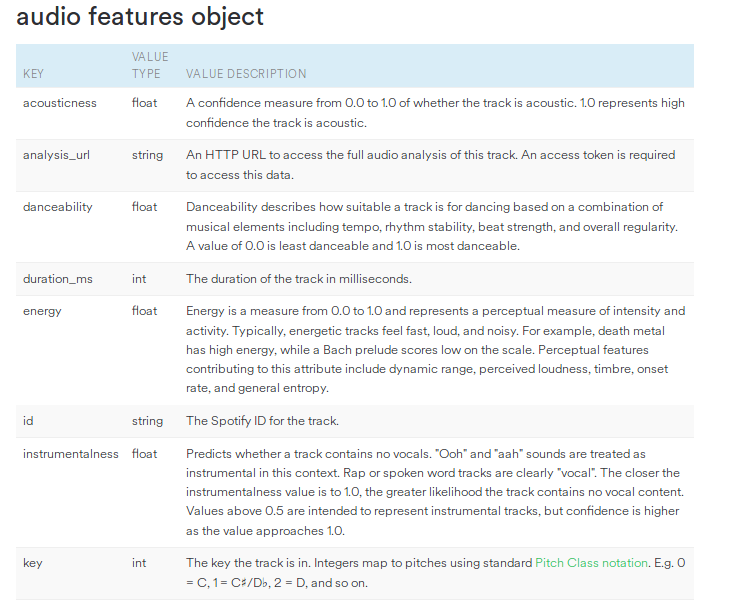 audio features object
KEY VALUE TYPE VALUE DESCRIPTION
acousticness float A confidence measure from 0.0 to 1.0 of whether the track is acoustic. 1.0 represents high
confidence the track is acoustic.
analysis_url string An HTTP URL to access the full audio analysis of this track. An access token is required
to access this data.
danceability float Danceability describes how suitable a track is for dancing based on a combination of
musical elements including tempo, rhythm stability, beat strength, and overall regularity.
A value of 0.0 is least danceable and 1.0 is most danceable.
duration_ms int The duration of the track in milliseconds.
energy float Energy is a measure from 0.0 to 1.0 and represents a perceptual measure of intensity and
activity. Typically, energetic tracks feel fast, loud, and noisy. For example, death metal
has high energy, while a Bach prelude scores low on the scale. Perceptual features
contributing to this attribute include dynamic range, perceived loudness, timbre, onset
rate, and general entropy.
id string The Spotify ID for the track.
instrumentalness float Predicts whether a track contains no vocals. "Ooh" and "aah" sounds are treated as
instrumental in this context. Rap or spoken word tracks are clearly "vocal". The closer the
instrumentalness value is to 1.0, the greater likelihood the track contains no vocal content.
Values above 0.5 are intended to represent instrumental tracks, but confidence is higher
as the value approaches 1.0.
key int The key the track is in. Integers map to pitches using standard Pitch Class notation. E.g. 0
= C, 1 = C♯/D♭, 2 = D, and so on.